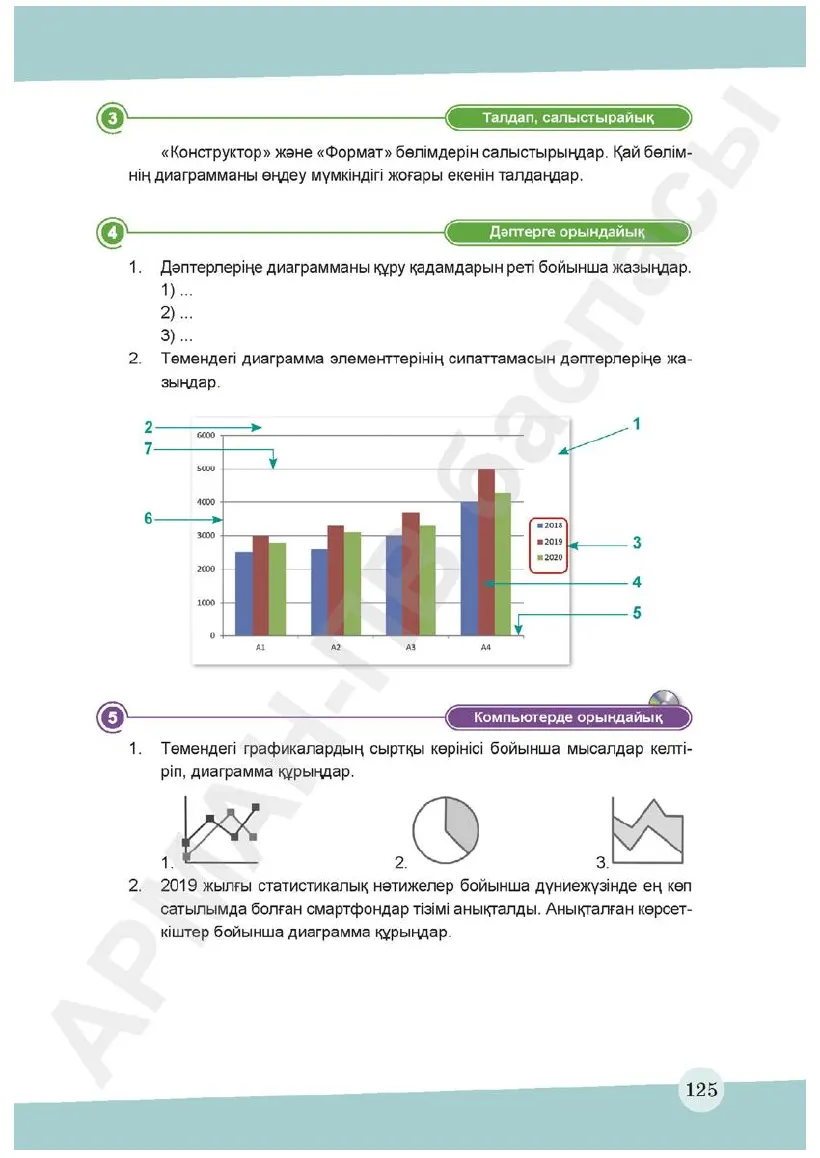 3
Талдап, салыстырайық
«Конструктор» және «Формат» бөлімдерін салыстырыңдар. Қай бөлім-
нің диаграмманы өңдеу мүмкіндігі жоғары екенін талдаңдар.
4
Дәптерге орындайық
1. Дәптерлеріңе диаграмманы құру қадамдарын реті бойынша жазыңдар.
1) ...
2) ...
3) ...
2. Төмендегі диаграмма элементтерінің сипаттамасын дәптерлеріңе жа-
зыңдар.
2
1
6000
7
5000
4000
6
2018
3000
2019
3
2020
2000
4
1000
5
0
A1 A2 A3 A4
5
Компьютерде орындайық
1. Төмендегі графикалардың сыртқы көрінісі бойынша мысалдар келті-
ріп, диаграмма құрыңдар.
1. 2. 3.
2. 2019 жылғы статистикалық нәтижелер бойынша дүниежүзінде ең көп
сатылымда болған смартфондар тізімі анықталды. Анықталған көрсет-
кіштер бойынша диаграмма құрыңдар.
125
АРМАН-ПВ баспасы